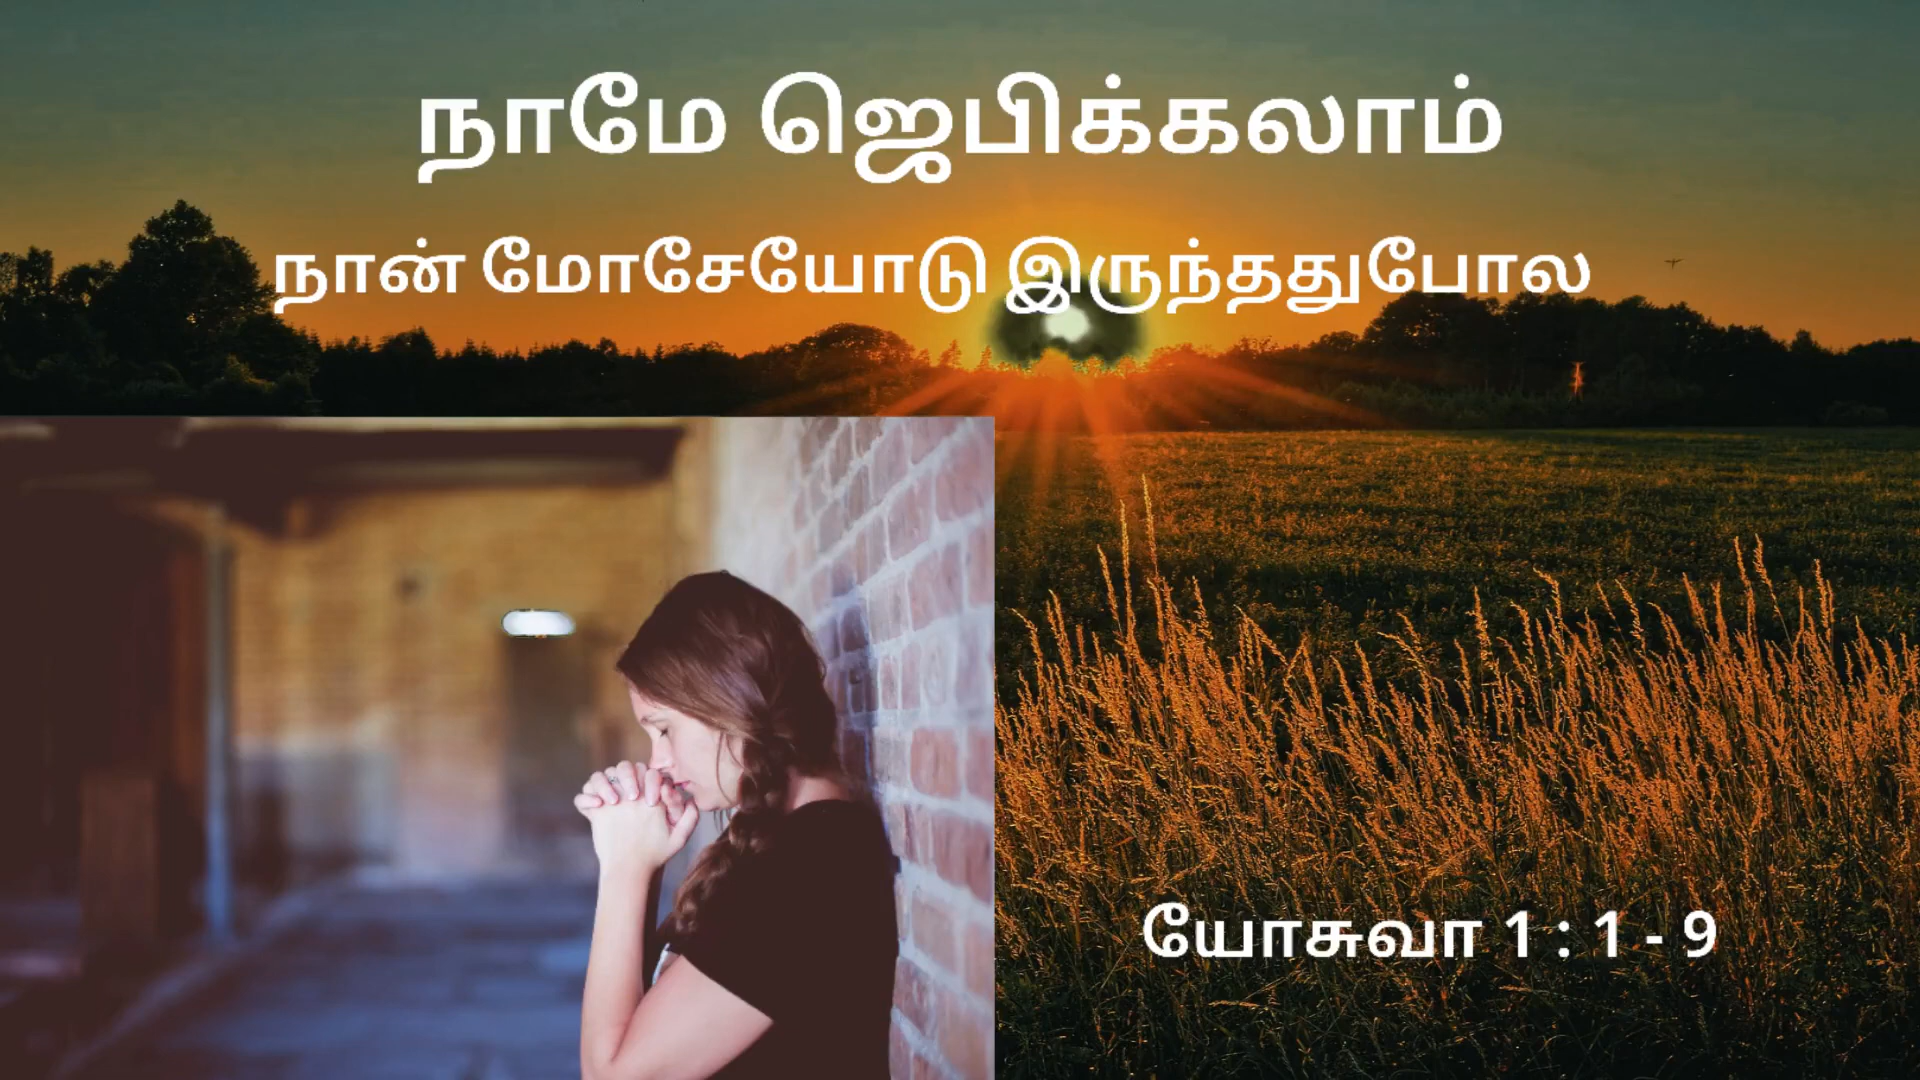 நாமே ஜெபிக்கலாம்
நான் மோசேயோடு இருந்ததுபோல
யோசுவா 1 : 1 - 9